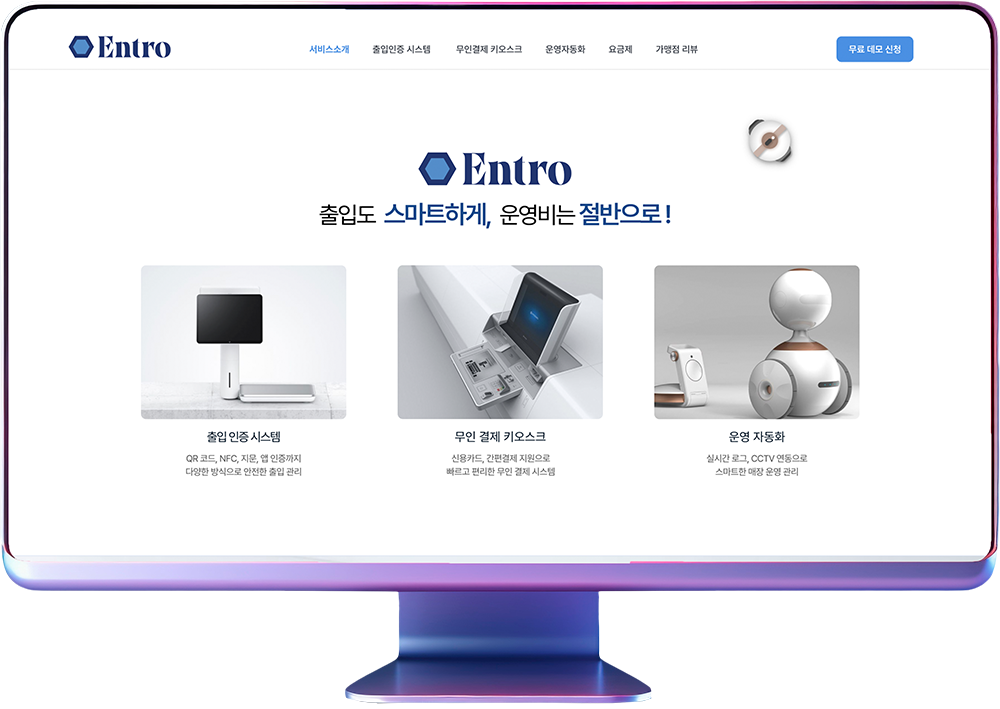 Entro
서비스소개
출입인증 시스템
무인결제 키오스크
운영자동화
요금제
가맹점 리뷰
무료 데모 신청
Entro
출입도 스마트하게, 운영비는 절반으로 !
출입 인증 시스템
QR 코드, NFC, 지문, 앱 인증까지
다양한 방식으로 안전한 출입 관리
무인 결제 키오스크
신용카드, 간편결제 지원으로
빠르고 편리한 무인 결제 시스템
운영 자동화
실시간 로그, CCTV 연동으로
스마트한 매장 운영 관리